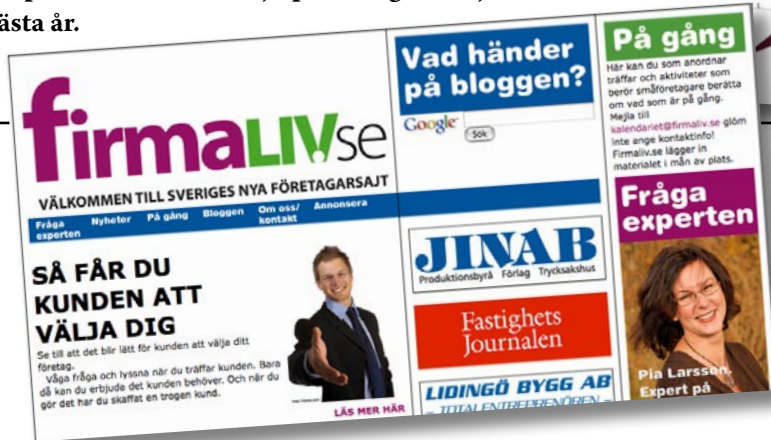 nästa år.
firmaLIV.se
VÄLKOMMEN TILL SVERIGES NYA FÖRETAGARSAJT
Fråga experten
Nyheter
På gång
Bloggen
Om oss/ kontakt
Annonsera
SÅ FÅR DU
KUNDEN ATT
VÄLJA DIG
Se till att det blir lätt för kunden att välja ditt
företag.
Våga fråga och lyssna när du träffar kunden. Bara
då kan du erbjude det kunden behöver. Och när du
gör det har du skaffat en trogen kund.
LÄS MER HÄR
Vad händer
på bloggen?
Google
Sök
JINAB
Produktionsbyrå Förlag Trycksakshus
Fastighets
Journalen
LIDINGÖ BYGG AB
– TOTALENTREPRENÖREN –
På gång
Här kan du som anordnar
träffar och aktiviteter som
berör småföretagare berätta
om vad som är på gång.
Mejla till
kalendariet@firmaliv.se glöm
inte ange kontaktinfo!
Firmaliv.se lägger in
materialet i mån av plats.
Fråga
experten
Pia Larsson,
Expert på